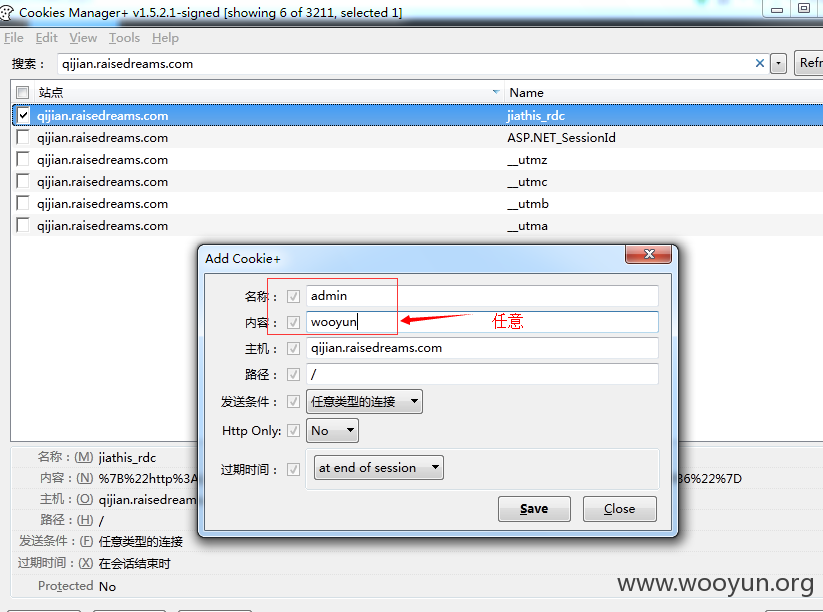 Cookies Manager+ v1.5.2.1-signed [showing 6 of 3211, selected 1]
File Edit View Tools Help
搜索： qijian.raisedreams.com Refr
站点 Name
qijian.raisedreams.com jiathis_rdc
qijian.raisedreams.com ASP.NET_SessionId
qijian.raisedreams.com __utmz
qijian.raisedreams.com __utmc
qijian.raisedreams.com __utmb
qijian.raisedreams.com __utma
Add Cookie+
名称： admin
内容： wooyun 任意
主机： qijian.raisedreams.com
路径： /
发送条件： 任意类型的连接
Http Only: No
过期时间： at end of session
Save Close
名称：(M) jiathis_rdc
内容：(N) %7B%22http%3A 36%22%7D
主机：(O) qijian.raisedream
路径：(H) /
发送条件：(F) 任意类型的连接
过期时间：(X) 在会话结束时
Protected No
www.wooyun.org